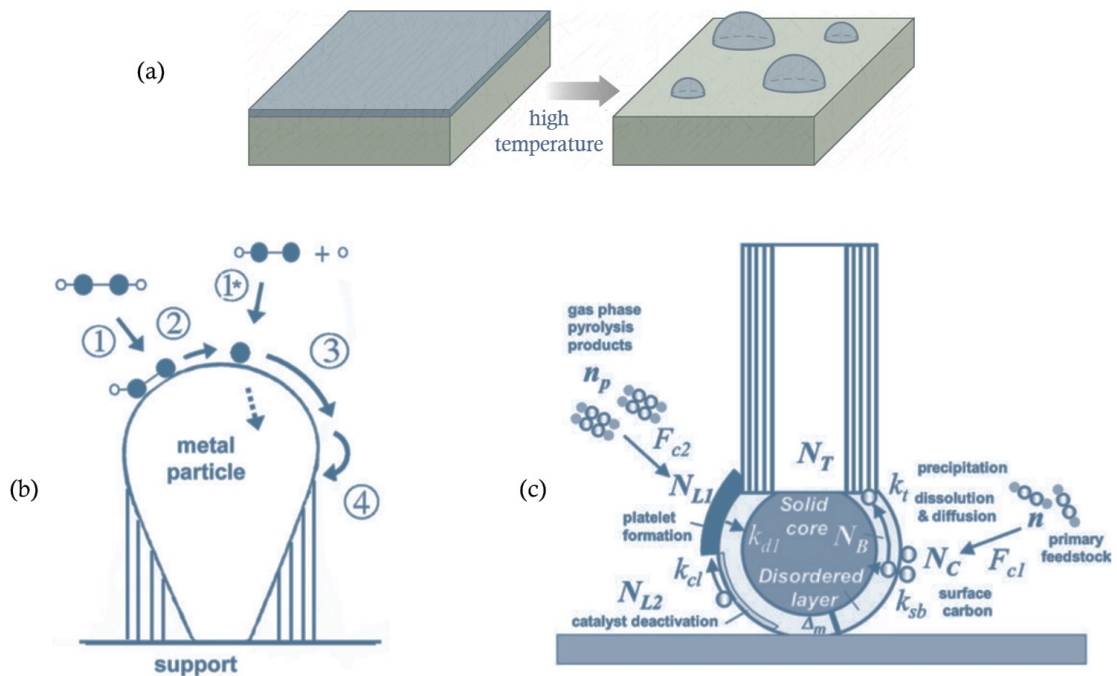 (a)
high
temperature
+
1*
1
2
3
metal
particle
4
(b)
support
gas phase
pyrolysis
products
n_p
F_c2
N_T
N_L1
precipitation
k_t
dissolution
& diffusion
n
(c)
platelet
formation
Solid
core
k_d1
N_B
N_C
F_c1
primary
feedstock
k_cl
Disordered
layer
k_sb
surface
carbon
N_L2
catalyst deactivation
Δ_m